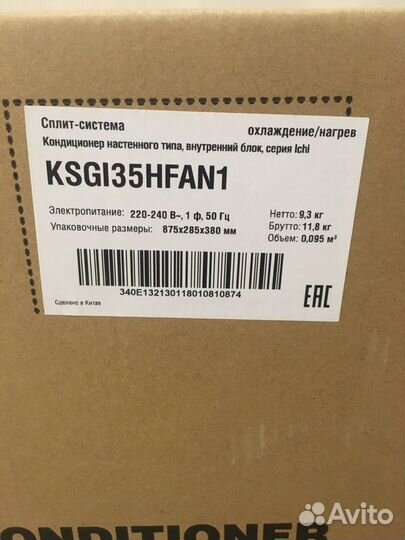 Сплит-система
охлаждение/нагрев
Кондиционер настенного типа, внутренний блок, серия Ichi
KSGI35HFAN1
Электропитание: 220-240 В~, 1 ф, 50 Гц
Нетто: 9,3 кг
Упаковочные размеры: 875x285x380 мм
Брутто: 11,8 кг
Объем: 0,095 м³
340E132130118010810874
Сделано в Китае
EAC
CONDITIONER
Avito